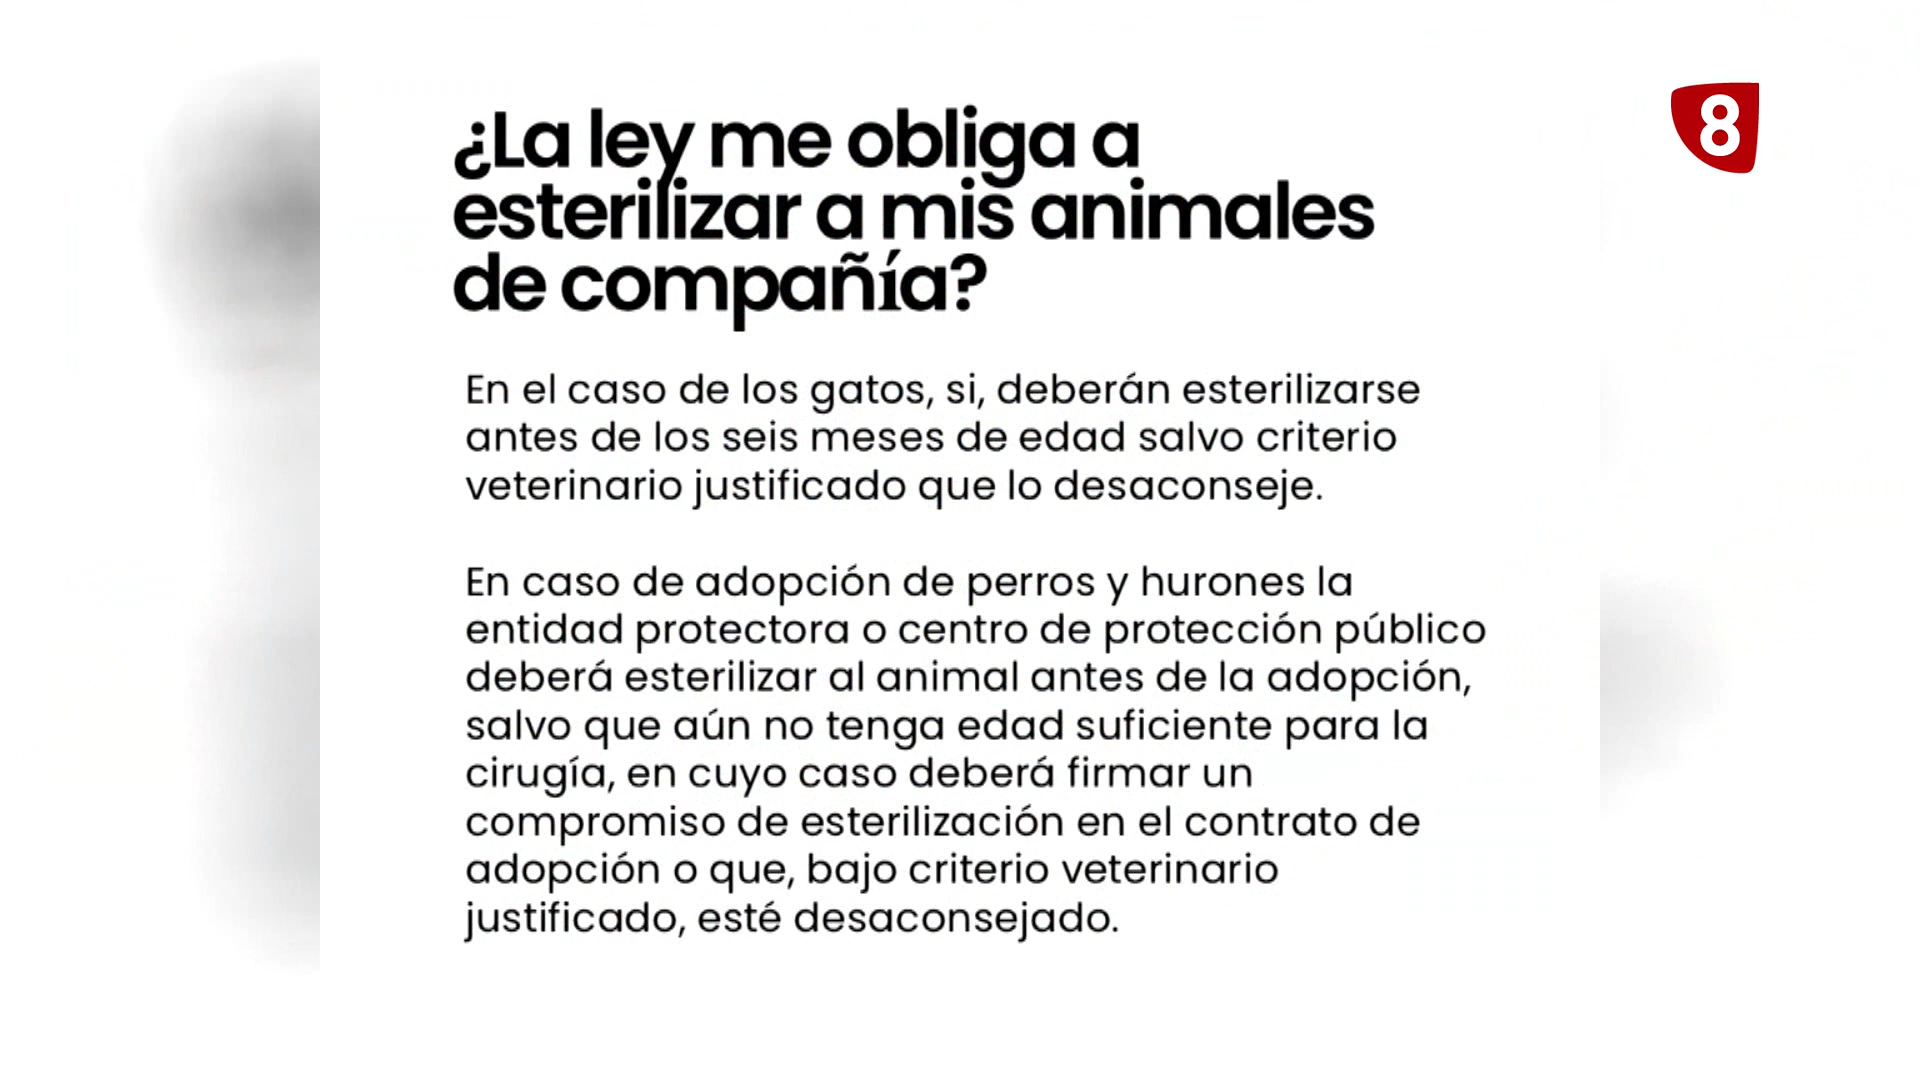 ¿La ley me obliga a
esterilizar a mis animales
de compañía?
8
En el caso de los gatos, si, deberán esterilizarse
antes de los seis meses de edad salvo criterio
veterinario justificado que lo desaconseje.
En caso de adopción de perros y hurones la
entidad protectora o centro de protección público
deberá esterilizar al animal antes de la adopción,
salvo que aún no tenga edad suficiente para la
cirugía, en cuyo caso deberá firmar un
compromiso de esterilización en el contrato de
adopción o que, bajo criterio veterinario
justificado, esté desaconsejado.